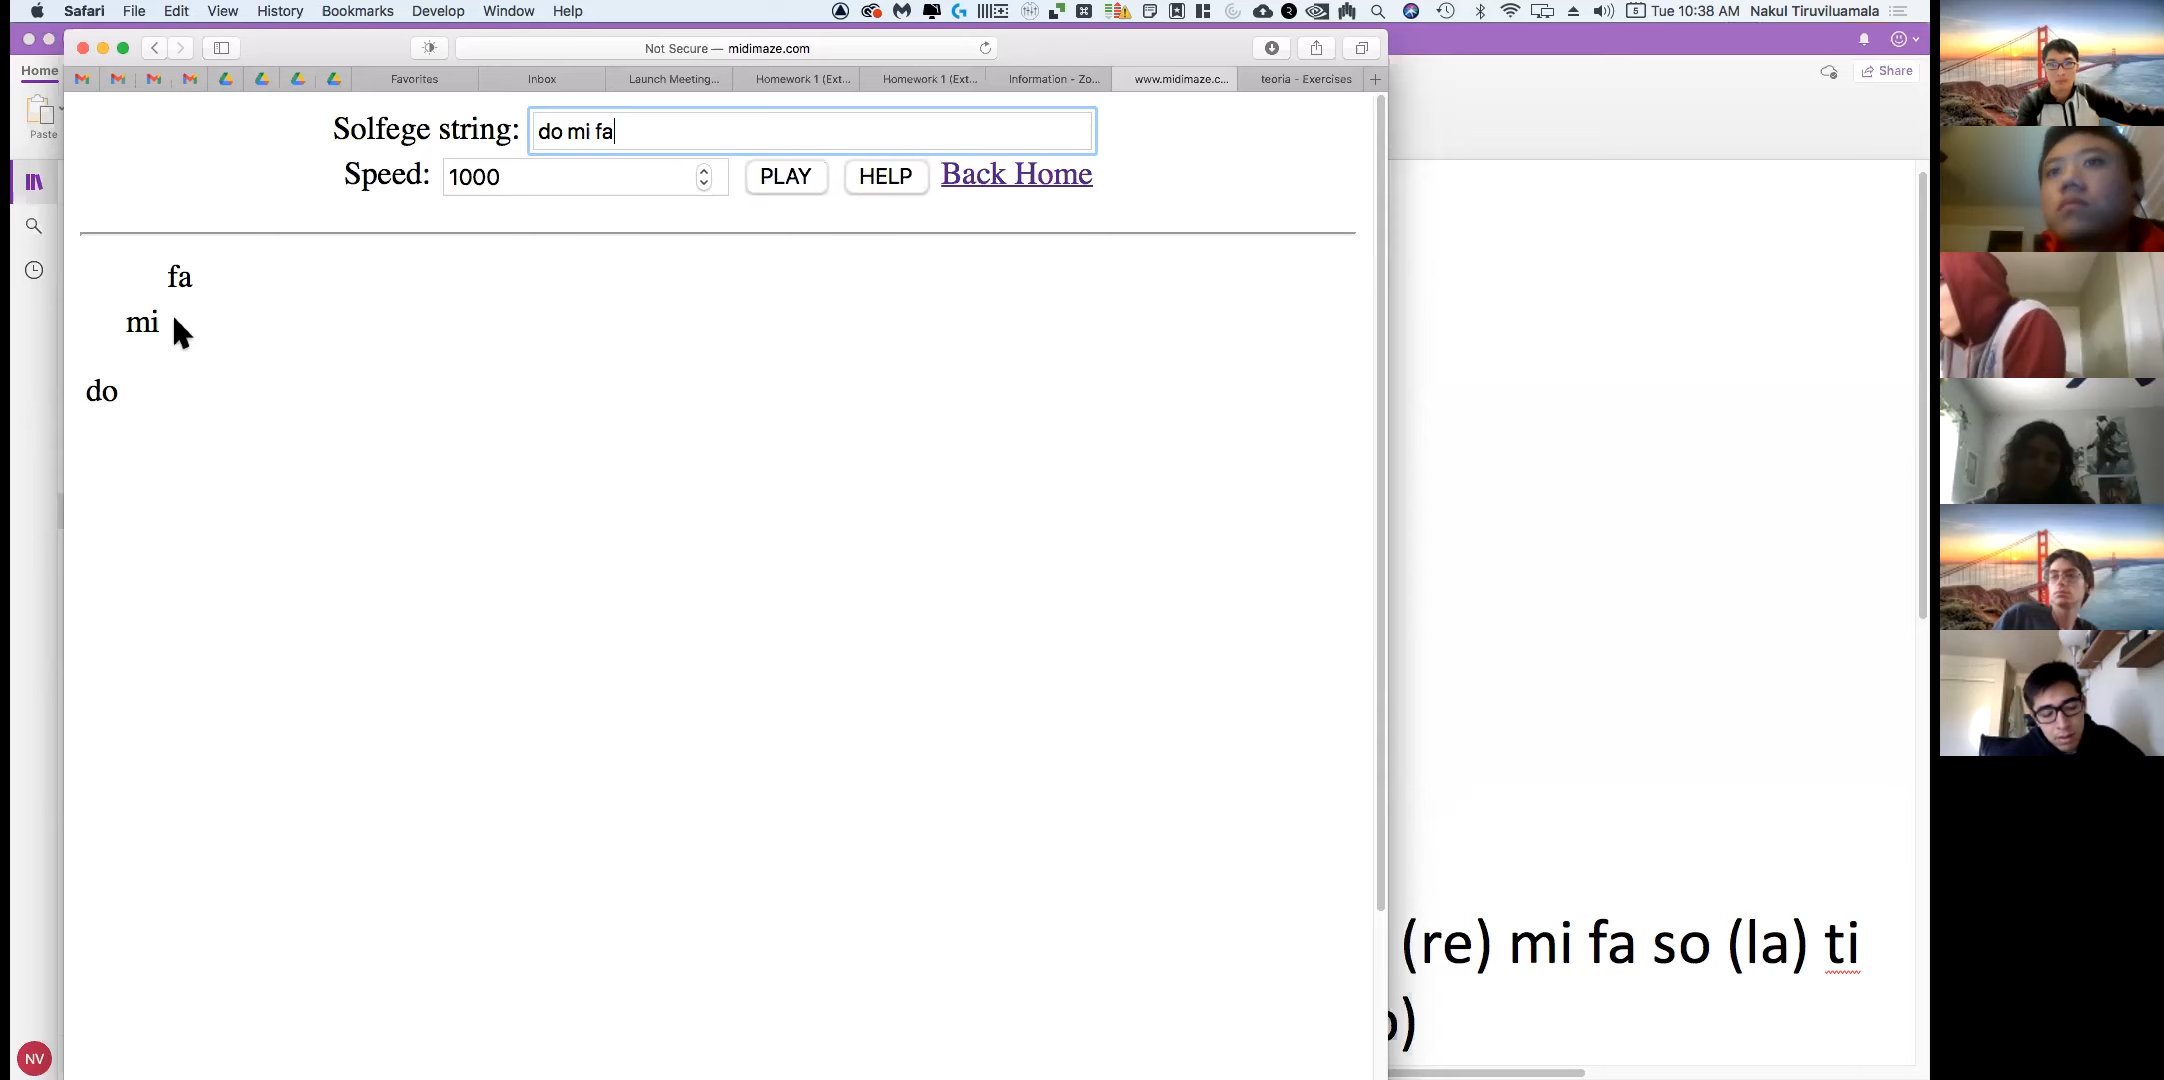 Safari File Edit View History Bookmarks Develop Window Help Tue 10:38 AM Nakul Tiruviluamala
Not Secure — midimaze.com
Favorites Inbox Launch Meeting... Homework 1 (Ext... Homework 1 (Ext... Information - Zo... www.midimaze.c... teoria - Exercises
Home
Share
Paste
Solfege string: do mi fa
Speed: 1000 PLAY HELP Back Home
fa
mi
do
(re) mi fa so (la) ti
)
NV